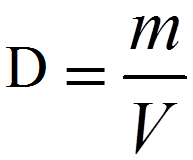 D = m/V